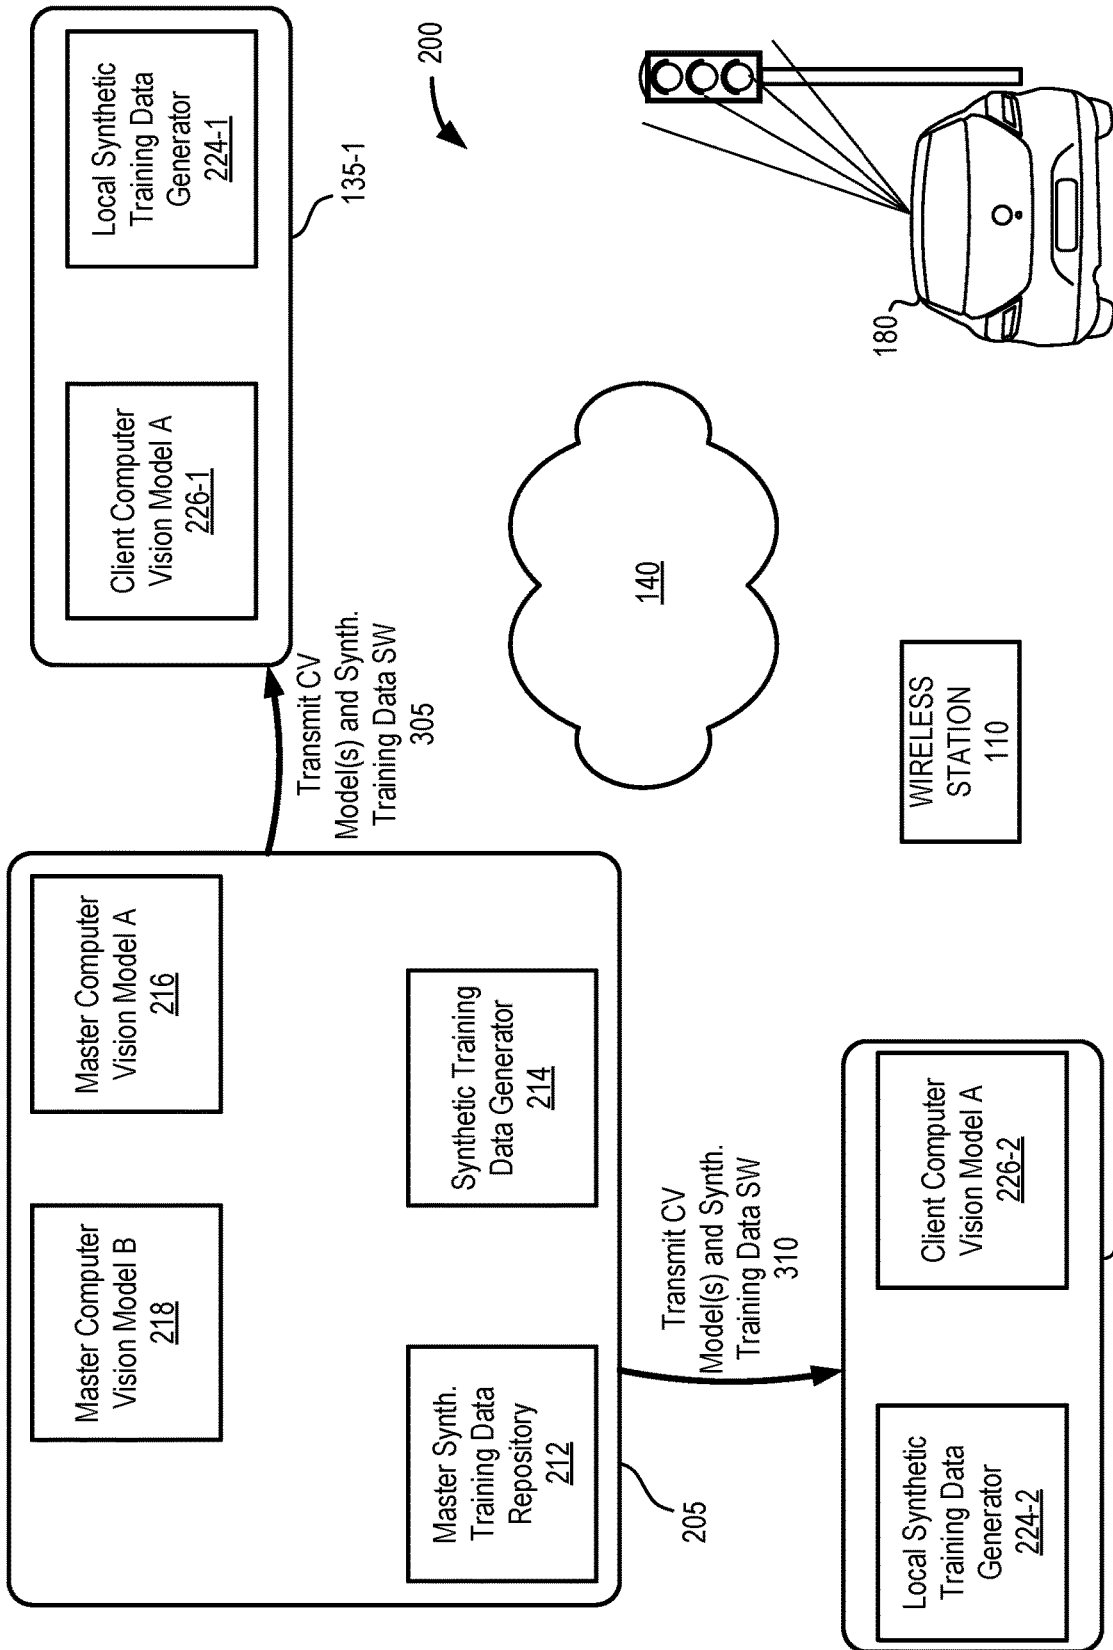 Master Computer
Vision Model B
218
Master Computer
Vision Model A
216
Master Synth.
Training Data
Repository
212
Synthetic Training
Data Generator
214
205
Transmit CV
Model(s) and Synth.
Training Data SW
305
Client Computer
Vision Model A
226-1
Local Synthetic
Training Data
Generator
224-1
135-1
200
Transmit CV
Model(s) and Synth.
Training Data SW
310
140
180
Local Synthetic
Training Data
Generator
224-2
Client Computer
Vision Model A
226-2
WIRELESS
STATION
110